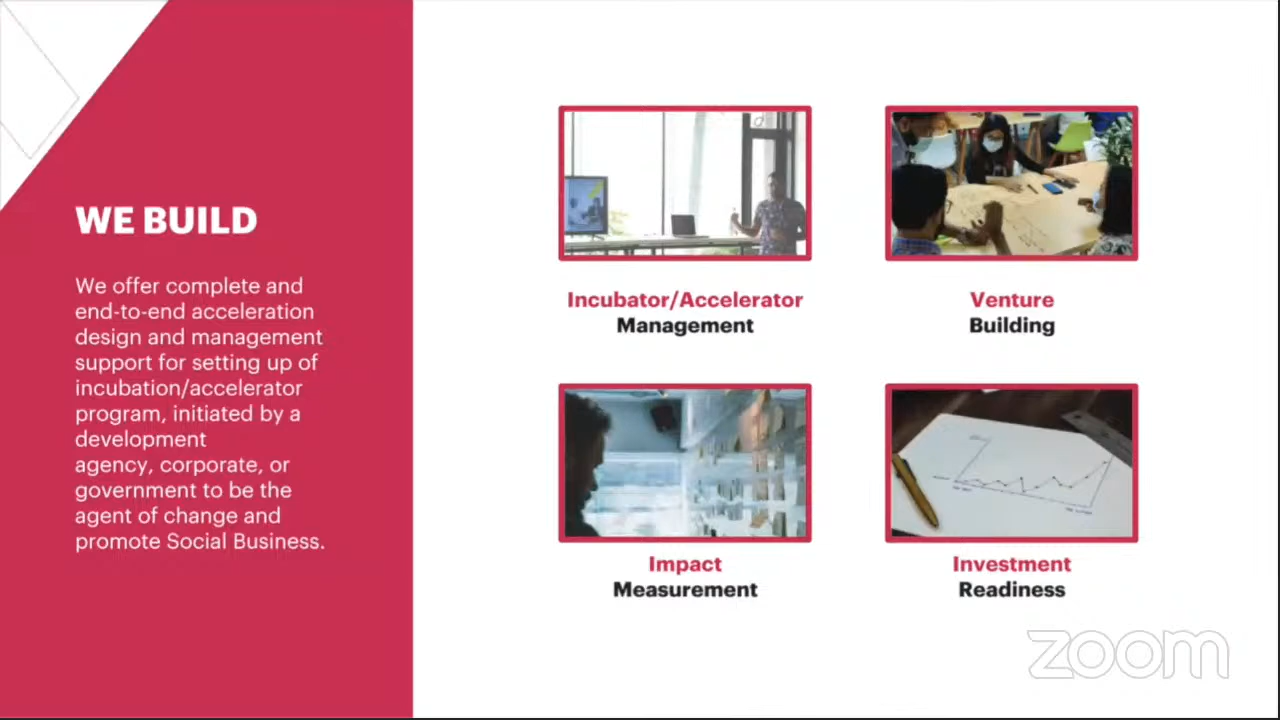 WE BUILD
We offer complete and
end-to-end acceleration
design and management
support for setting up of
incubation/accelerator
program, initiated by a
development
agency, corporate, or
government to be the
agent of change and
promote Social Business.
Incubator/Accelerator
Management
Venture
Building
Impact
Measurement
Investment
Readiness
zoom